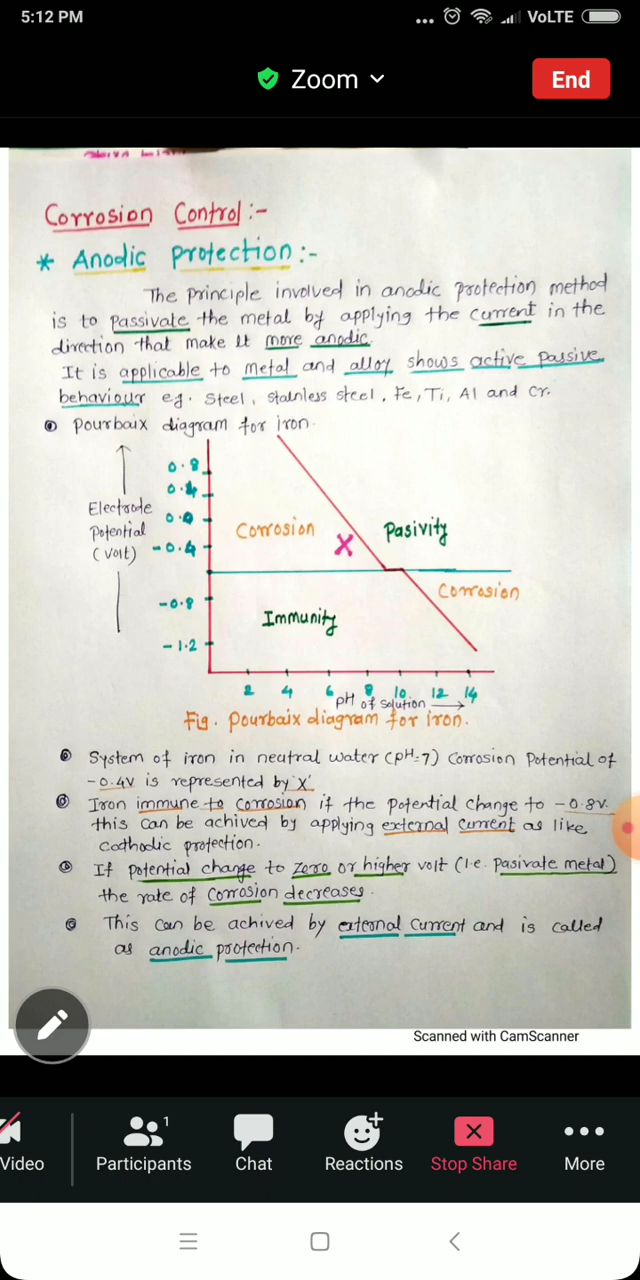 5:12 PM
... VoLTE
Zoom
End
Corrosion Control :-
* Anodic Protection :-
The principle involved in anodic protection method
is to passivate the metal by applying the current in the
direction that make it more anodic.
It is applicable to metal and alloy shows active passive
behaviour eg. Steel, stainless steel, Fe, Ti, Al and Cr.
Pourbaix diagram for iron.
0.8
0.4
0.0
-0.4
-0.8
-1.2
Electrode
Potential
(volt)
Corrosion
X
Pasivity
Corrosion
Immunity
2 4 6 8 10 12 14
pH of solution
Fig. Pourbaix diagram for iron.
System of iron in neutral water (pH=7) Corrosion Potential of
-0.4v is represented by 'X'
Iron immune to corrosion if the potential change to -0.8v.
this can be achived by applying external current as like
cathodic protection.
If potential change to zero or higher volt (i.e. Pasivate metal)
the rate of corrosion decreases.
This can be achived by external current and is called
as anodic protection.
Scanned with CamScanner
Video
Participants
1
Chat
Reactions
Stop Share
More